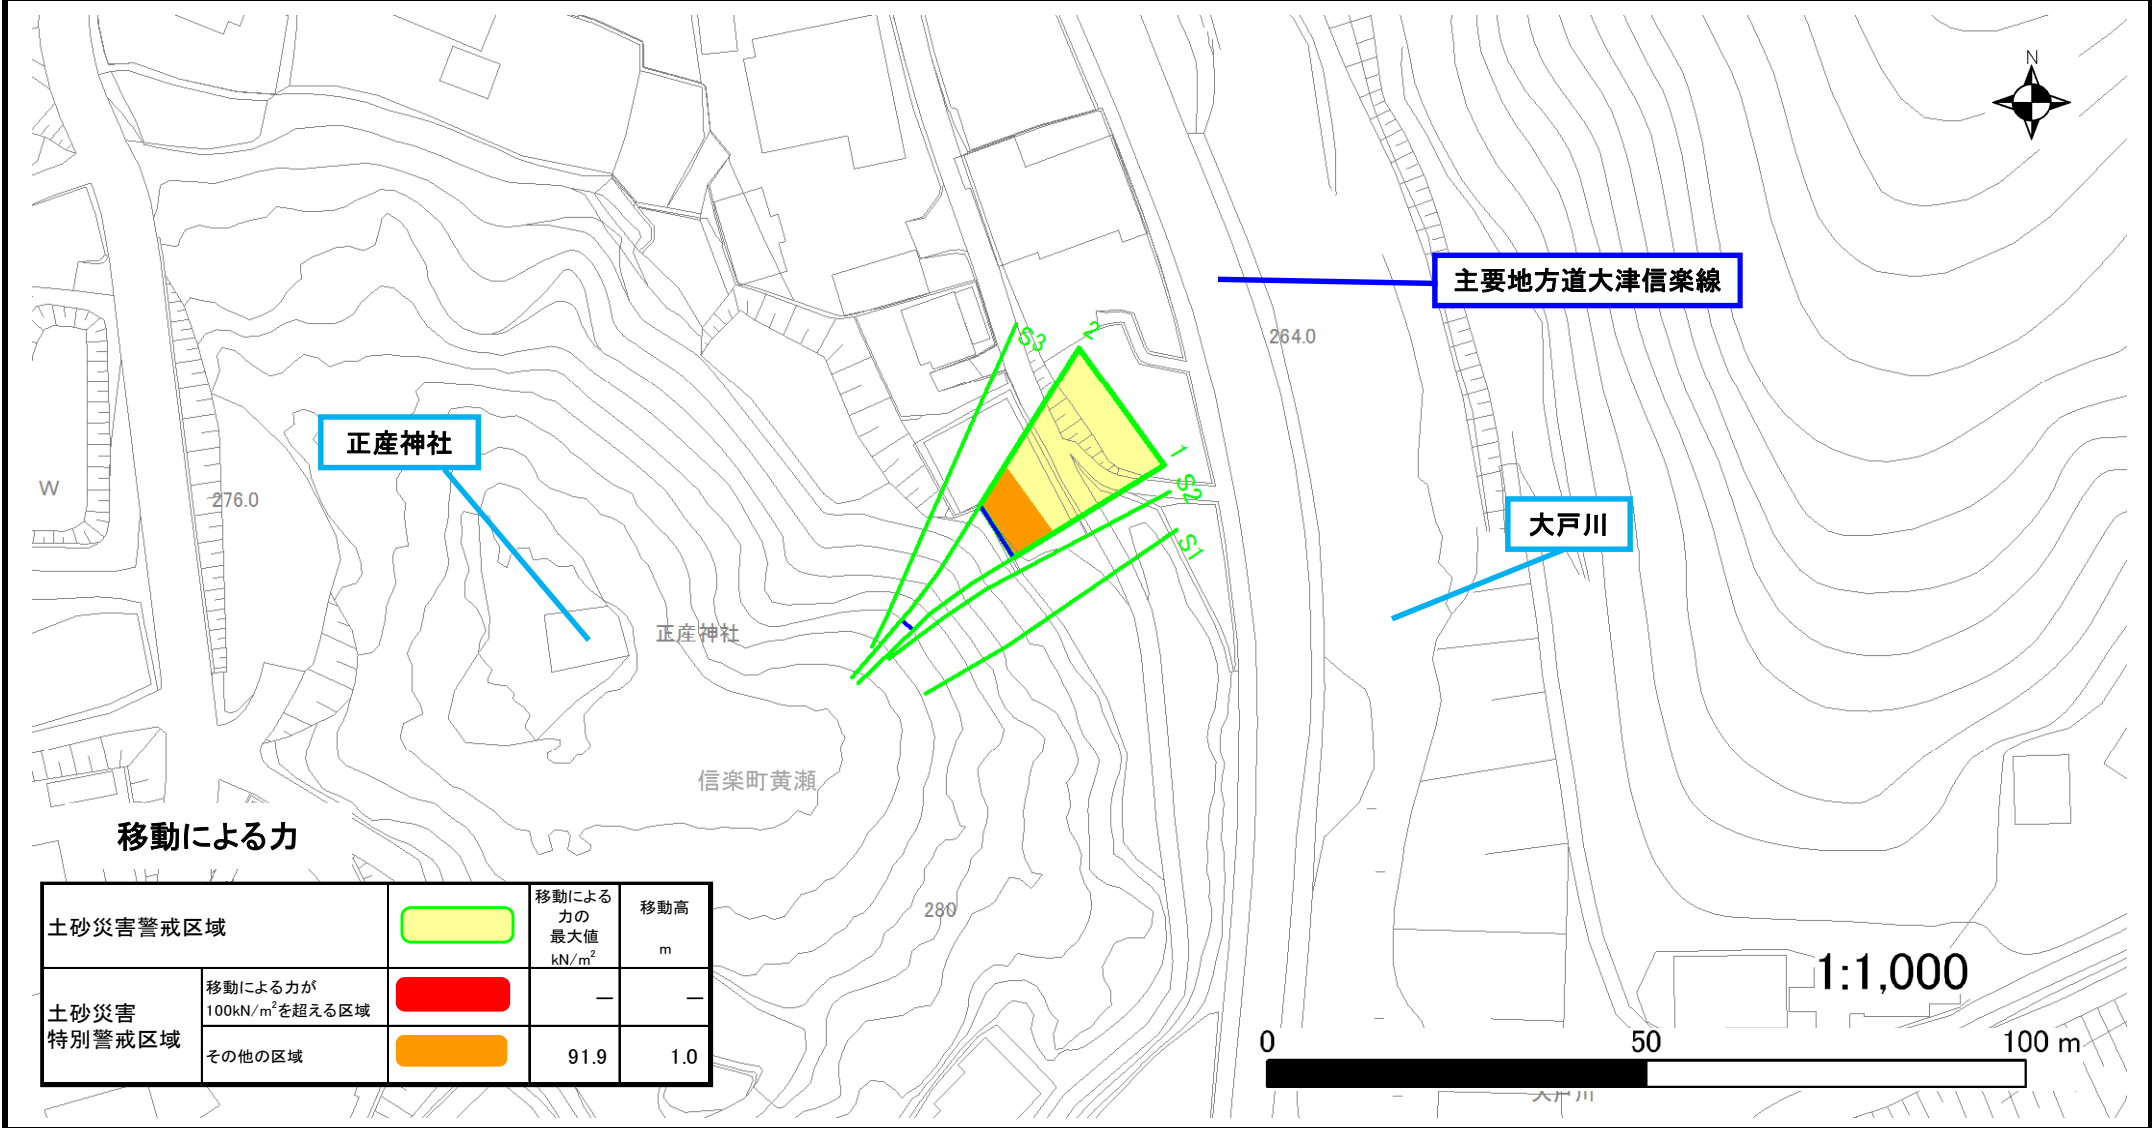 N
主要地方道大津信楽線
264.0
S3
2
1
S2
S1
正産神社
276.0
W
大戸川
正産神社
信楽町黄瀬
280
移動による力
土砂災害警戒区域
移動による
力の
最大値
kN/m²
移動高
m
土砂災害
特別警戒区域
移動による力が
100kN/m²を超える区域
—
—
その他の区域
91.9
1.0
1:1,000
0
50
100 m
大戸川